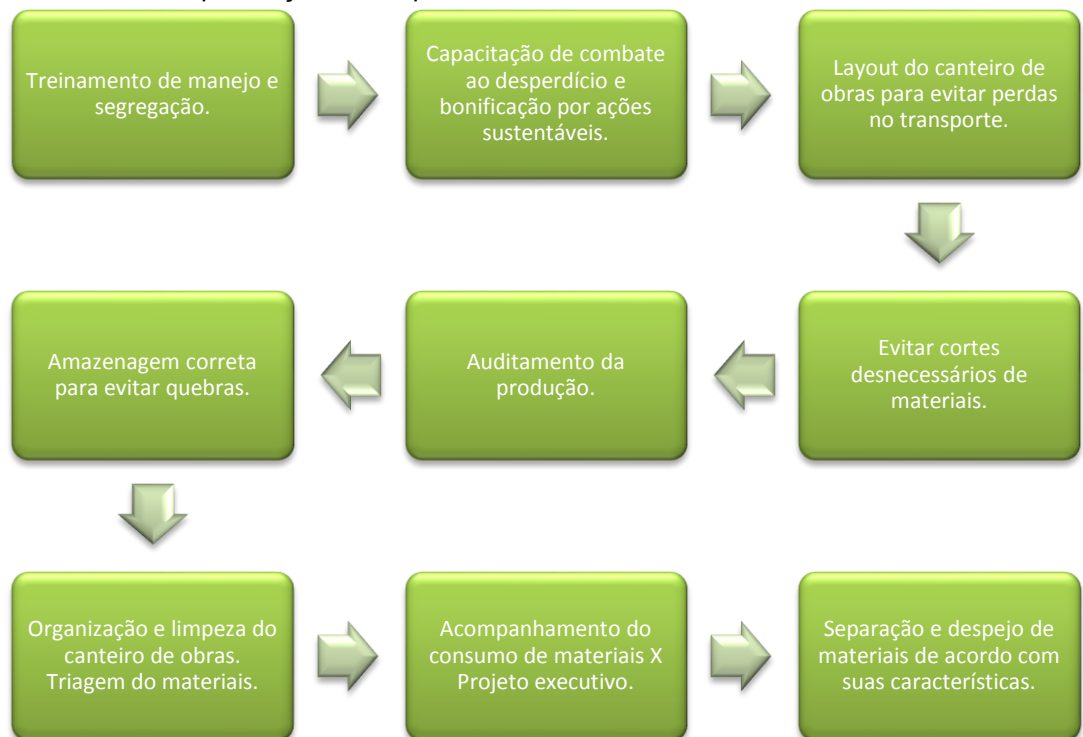 Treinamento de manejo e
segregação.
Capacitação de combate
ao desperdício e
bonificação por ações
sustentáveis.
Layout do canteiro de
obras para evitar perdas
no transporte.
Evitar cortes
desnecessários de
materiais.
Auditamento da
produção.
Amazenagem correta
para evitar quebras.
Organização e limpeza do
canteiro de obras.
Triagem do materiais.
Acompanhamento do
consumo de materiais X
Projeto executivo.
Separação e despejo de
materiais de acordo com
suas características.